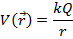 V(r⃗) = kQ/r